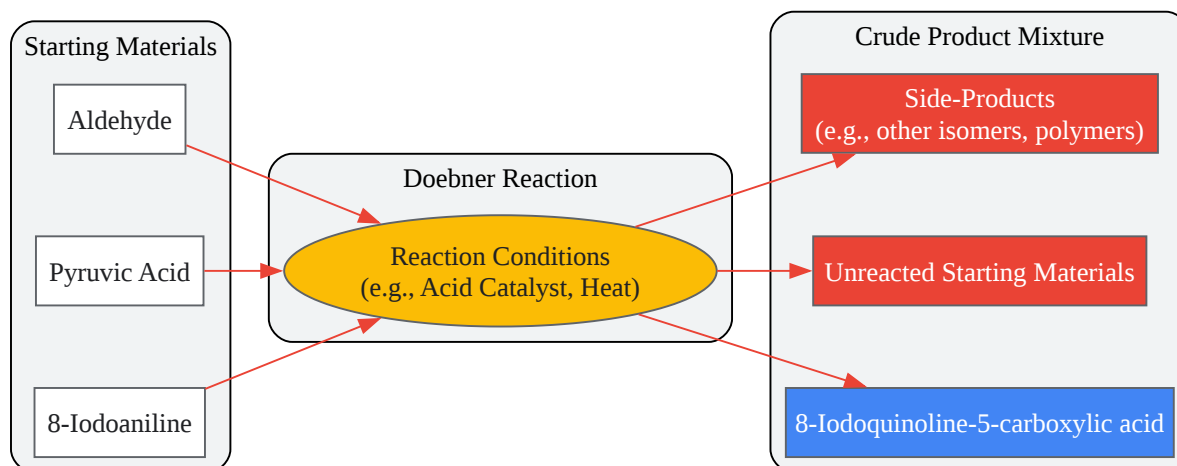 Starting Materials
Aldehyde
Pyruvic Acid
8-Iodoaniline
Doebner Reaction
Reaction Conditions
(e.g., Acid Catalyst, Heat)
Crude Product Mixture
Side-Products
(e.g., other isomers, polymers)
Unreacted Starting Materials
8-Iodoquinoline-5-carboxylic acid